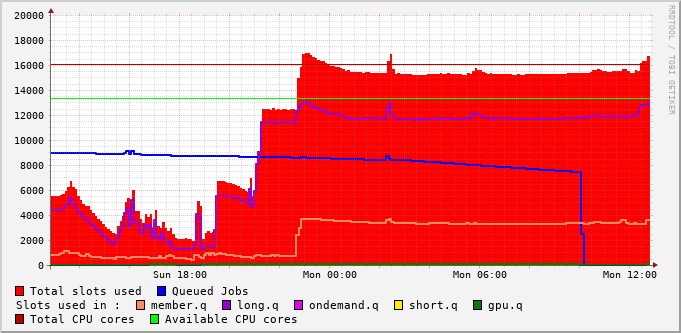 20000
18000
16000
14000
12000
10000
8000
6000
4000
2000
0
Sun 18:00 Mon 00:00 Mon 06:00 Mon 12:00
RRDTOOL / TOBI OETIKER
Total slots used Queued Jobs
Slots used in : member.q long.q ondemand.q short.q gpu.q
Total CPU cores Available CPU cores